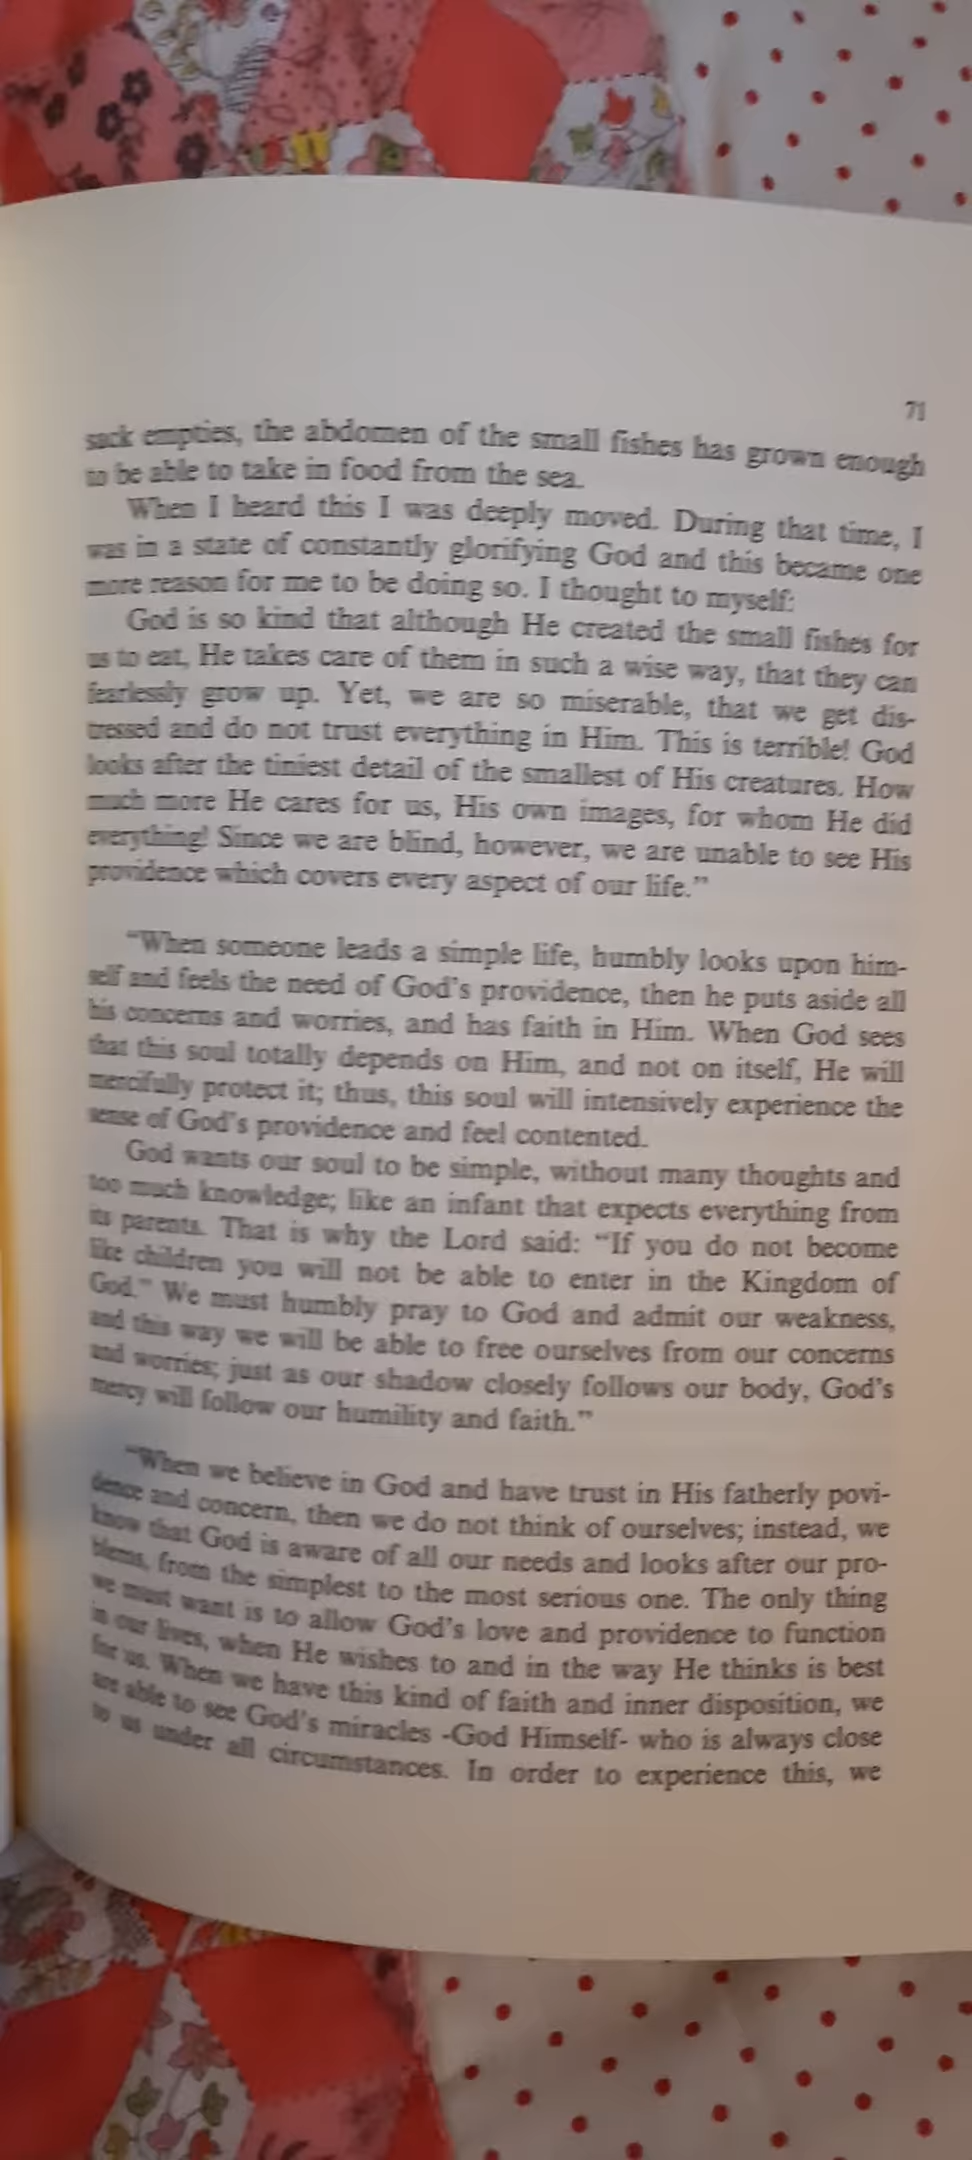 71
sack empties, the abdomen of the small fishes has grown enough
to be able to take in food from the sea.
When I heard this I was deeply moved. During that time, I
was in a state of constantly glorifying God and this became one
more reason for me to be doing so. I thought to myself:
God is so kind that although He created the small fishes for
us to eat, He takes care of them in such a wise way, that they can
fearlessly grow up. Yet, we are so miserable, that we get dis-
tressed and do not trust everything in Him. This is terrible! God
looks after the tiniest detail of the smallest of His creatures. How
much more He cares for us, His own images, for whom He did
everything! Since we are blind, however, we are unable to see His
providence which covers every aspect of our life.”
“When someone leads a simple life, humbly looks upon him-
self and feels the need of God’s providence, then he puts aside all
his concerns and worries, and has faith in Him. When God sees
that this soul totally depends on Him, and not on itself, He will
mercifully protect it; thus, this soul will intensively experience the
sense of God’s providence and feel contented.
God wants our soul to be simple, without many thoughts and
too much knowledge; like an infant that expects everything from
its parents. That is why the Lord said: “If you do not become
like children you will not be able to enter in the Kingdom of
God.” We must humbly pray to God and admit our weakness,
and this way we will be able to free ourselves from our concerns
and worries; just as our shadow closely follows our body, God’s
mercy will follow our humility and faith.”
“When we believe in God and have trust in His fatherly povi-
dence and concern, then we do not think of ourselves; instead, we
know that God is aware of all our needs and looks after our pro-
blems, from the simplest to the most serious one. The only thing
we must want is to allow God’s love and providence to function
in our lives, when He wishes to and in the way He thinks is best
for us. When we have this kind of faith and inner disposition, we
are able to see God’s miracles -God Himself- who is always close
to us under all circumstances. In order to experience this, we